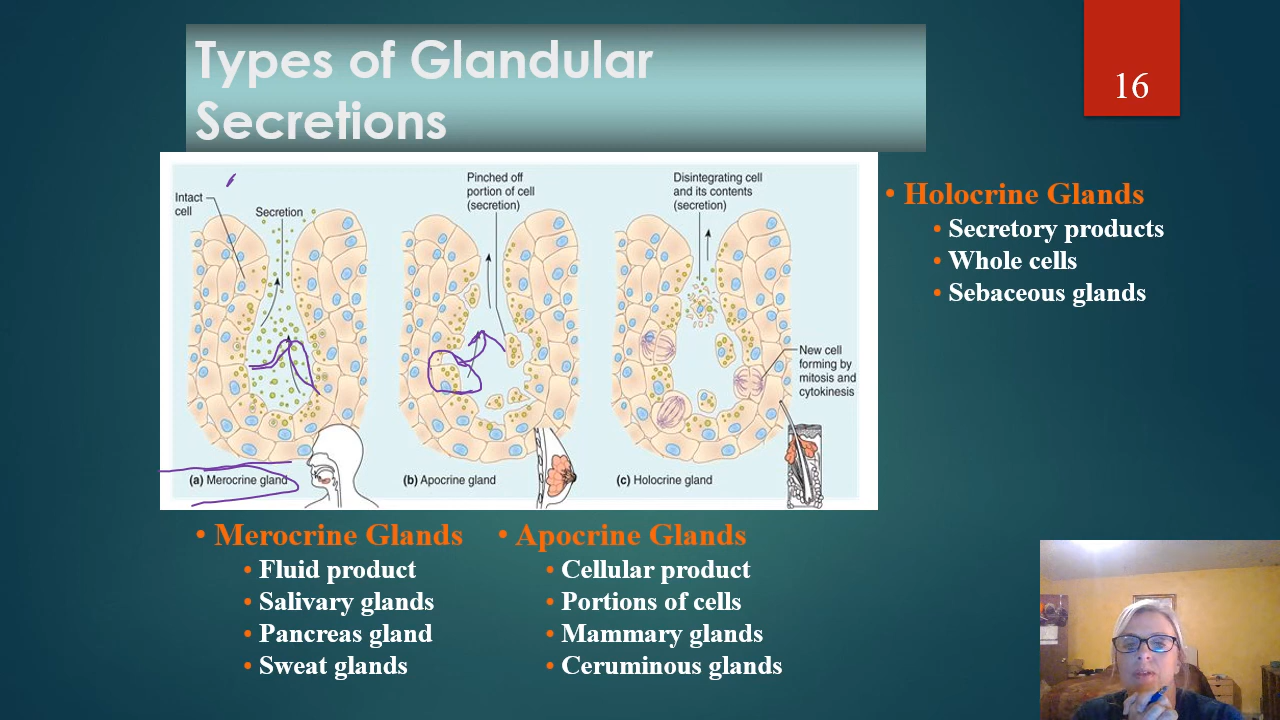 Types of Glandular
Secretions
16
Intact
cell
Secretion
Pinched off
portion of cell
(secretion)
Disintegrating cell
and its contents
(secretion)
New cell
forming by
mitosis and
cytokinesis
(a) Merocrine gland
(b) Apocrine gland
(c) Holocrine gland
• Holocrine Glands
• Secretory products
• Whole cells
• Sebaceous glands
• Merocrine Glands
• Fluid product
• Salivary glands
• Pancreas gland
• Sweat glands
• Apocrine Glands
• Cellular product
• Portions of cells
• Mammary glands
• Ceruminous glands